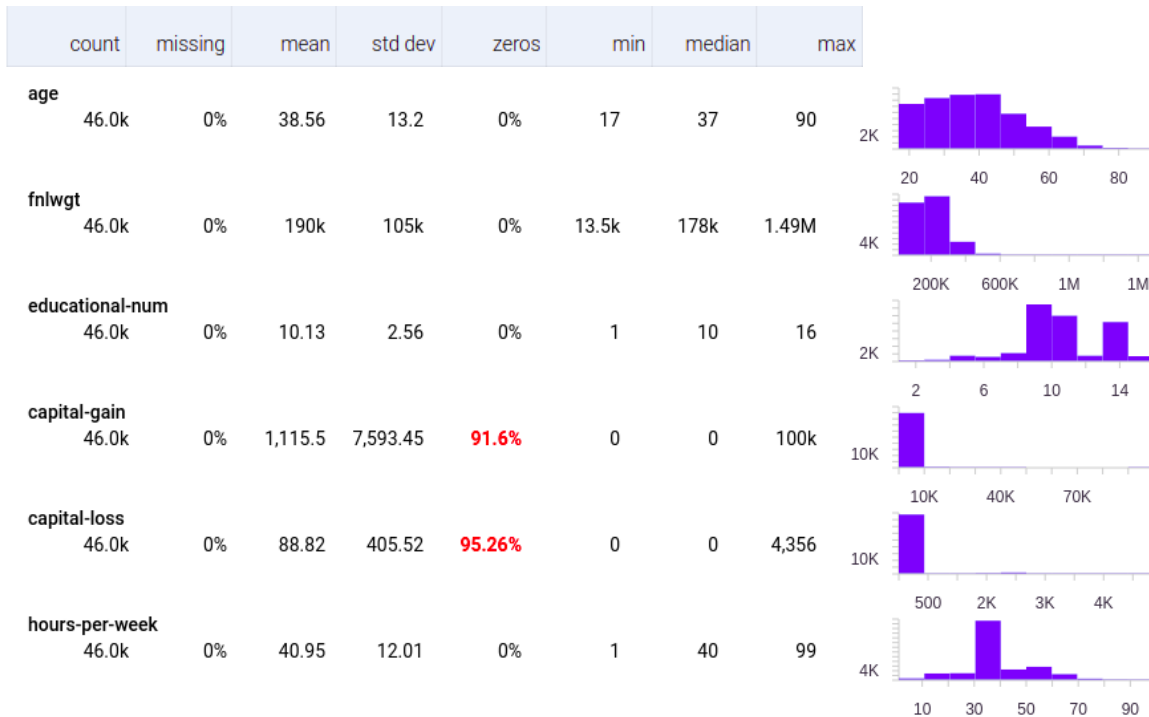 count missing mean std dev zeros min median max
age
46.0k 0% 38.56 13.2 0% 17 37 90
2K
20 40 60 80
fnlwgt
46.0k 0% 190k 105k 0% 13.5k 178k 1.49M
4K
200K 600K 1M 1M
educational-num
46.0k 0% 10.13 2.56 0% 1 10 16
2K
2 6 10 14
capital-gain
46.0k 0% 1,115.5 7,593.45 91.6% 0 0 100k
10K
10K 40K 70K
capital-loss
46.0k 0% 88.82 405.52 95.26% 0 0 4,356
10K
500 2K 3K 4K
hours-per-week
46.0k 0% 40.95 12.01 0% 1 40 99
4K
10 30 50 70 90